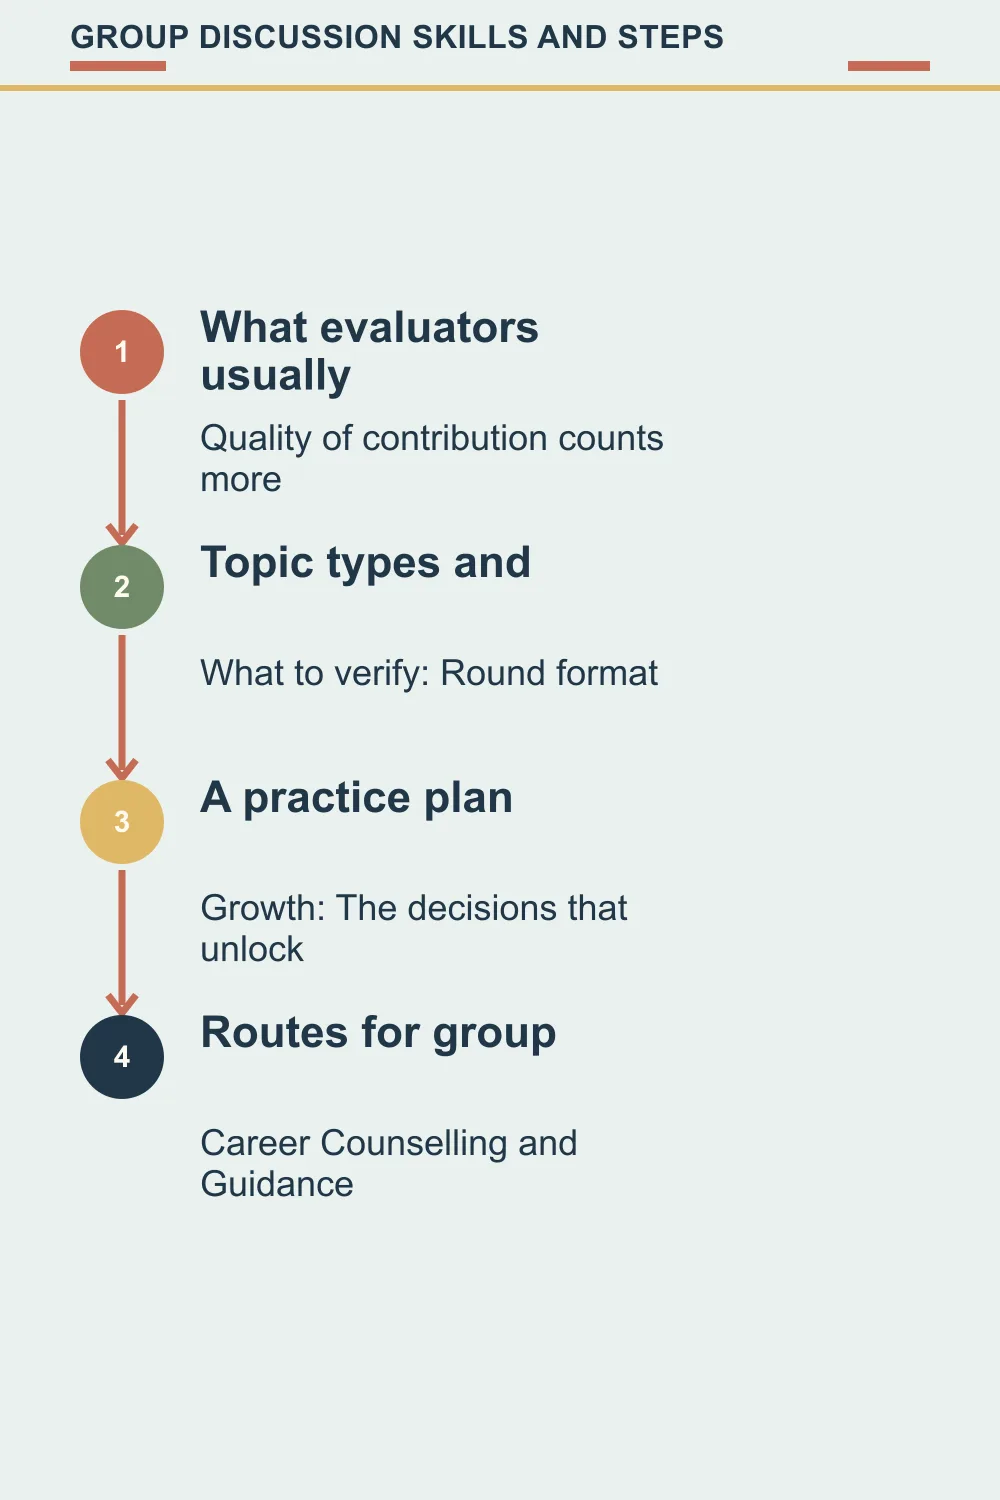 GROUP DISCUSSION SKILLS AND STEPS
1
What evaluators
usually
Quality of contribution counts
more
2
Topic types and
What to verify: Round format
3
A practice plan
Growth: The decisions that
unlock
4
Routes for group
Career Counselling and
Guidance